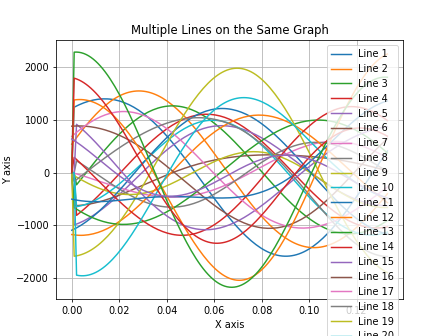 Multiple Lines on the Same Graph
Y axis
2000
1000
0
−1000
−2000
0.00
0.02
0.04
0.06
0.08
0.10
X axis
Line 1
Line 2
Line 3
Line 4
Line 5
Line 6
Line 7
Line 8
Line 9
Line 10
Line 11
Line 12
Line 13
Line 14
Line 15
Line 16
Line 17
Line 18
Line 19
Line 20